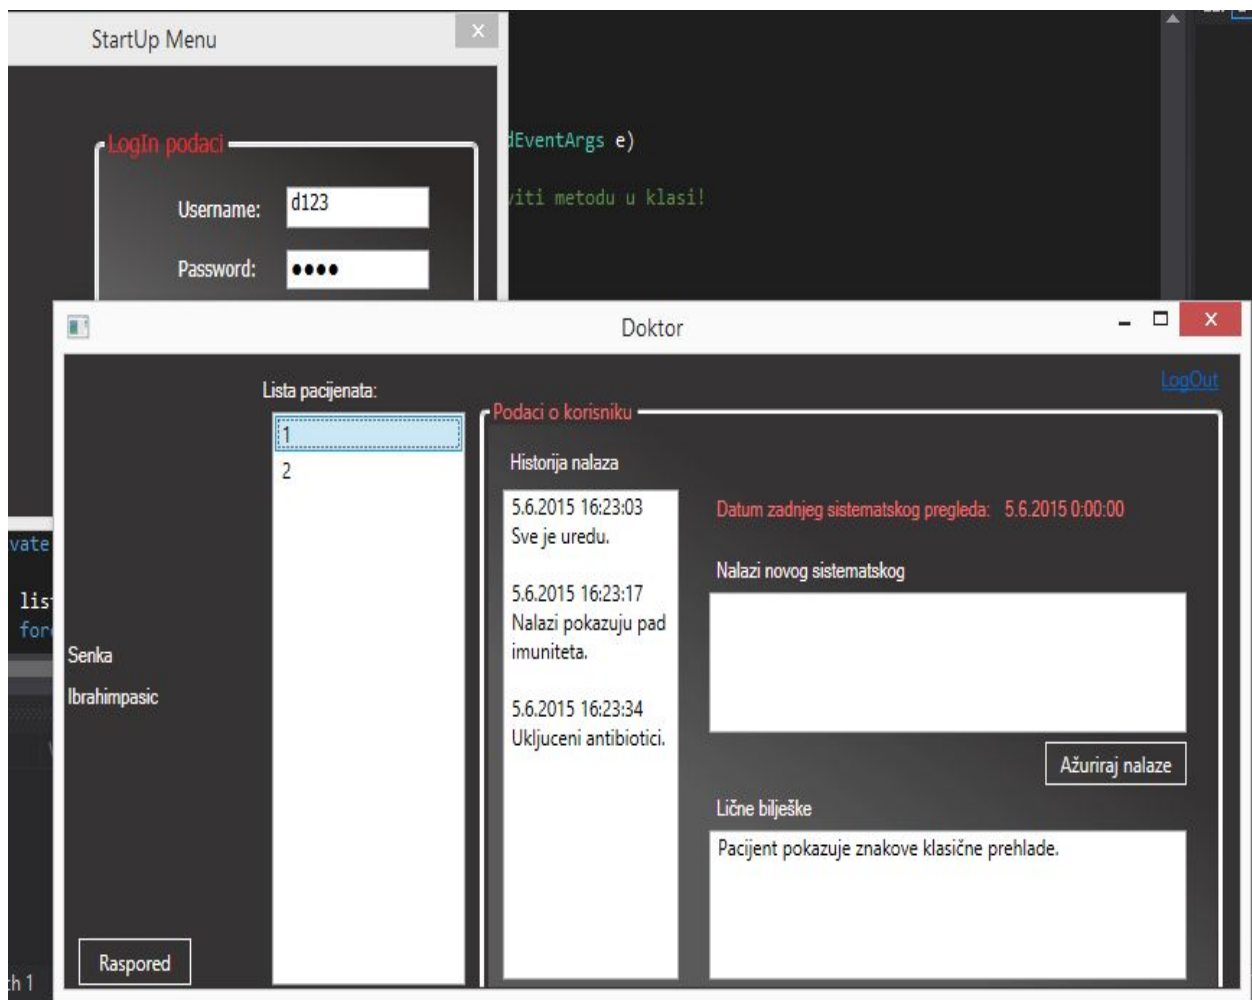 StartUp Menu
x
LogIn podaci
dEventArgs e)
Username:
d123
viti metodu u klasi!
Password:
●●●●
Doktor
x
LogOut
Lista pacijenata:
1
2
Podaci o korisniku
Historija nalaza
5.6.2015 16:23:03
Sve je uredu.
5.6.2015 16:23:17
Nalazi pokazuju pad
imuniteta.
5.6.2015 16:23:34
Ukljuceni antibiotici.
Datum zadnjeg sistematskog pregleda: 5.6.2015 0:00:00
Nalazi novog sistematskog
Ažuriraj nalaze
Lične bilješke
Pacijent pokazuje znakove klasične prehlade.
vate
lis
for
Senka
Ibrahimpasic
Raspored
ch 1